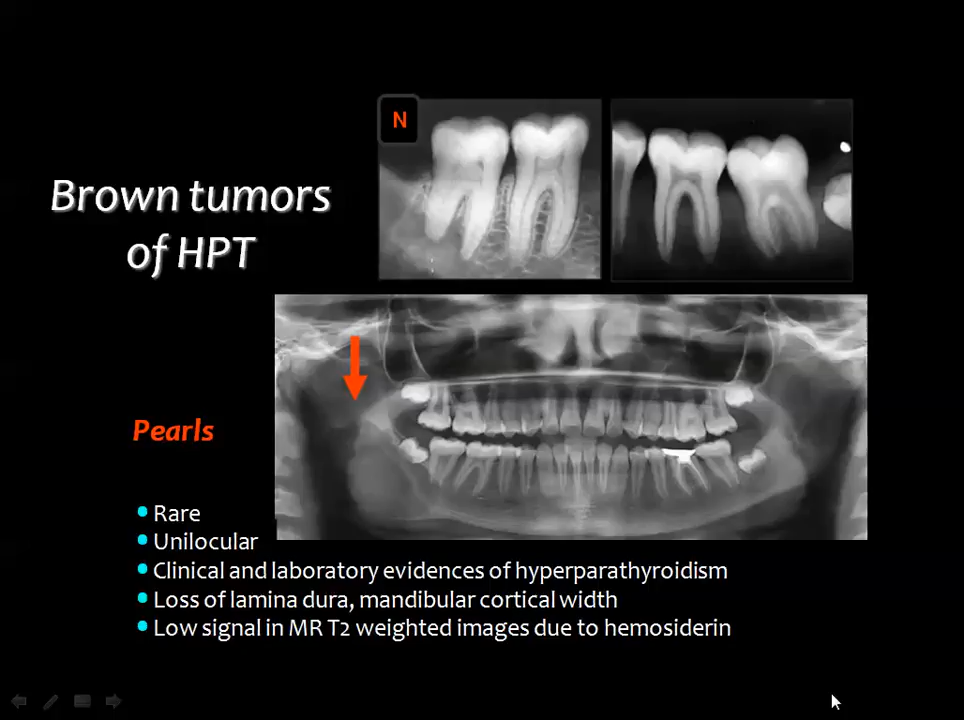 N
Brown tumors
of HPT
Pearls
Rare
Unilocular
Clinical and laboratory evidences of hyperparathyroidism
Loss of lamina dura, mandibular cortical width
Low signal in MR T2 weighted images due to hemosiderin